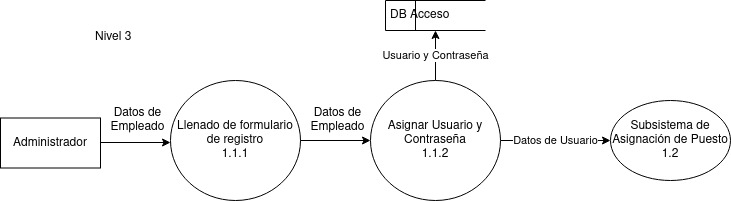 DB Acceso
Nivel 3
Usuario y Contraseña
Datos de
Empleado
Datos de
Empleado
Administrador
Llenado de formulario
de registro
1.1.1
Asignar Usuario y
Contraseña
1.1.2
Datos de Usuario
Subsistema de
Asignación de Puesto
1.2